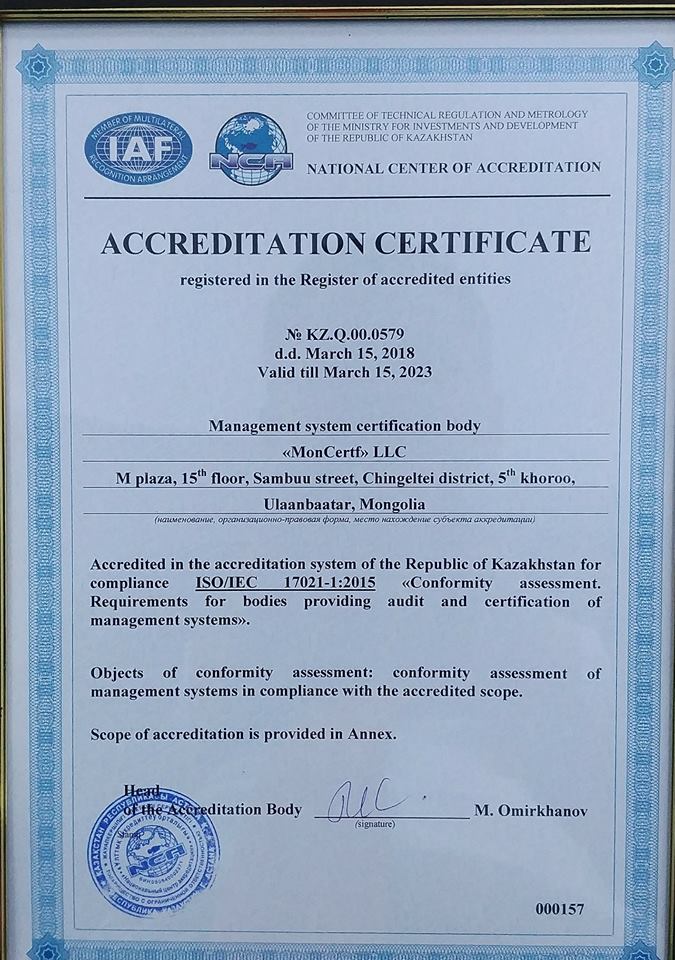 MEMBER OF MULTILATERAL
IAF
RECOGNITION ARRANGEMENT
NCA
COMMITTEE OF TECHNICAL REGULATION AND METROLOGY
OF THE MINISTRY FOR INVESTMENTS AND DEVELOPMENT
OF THE REPUBLIC OF KAZAKHSTAN
NATIONAL CENTER OF ACCREDITATION
ACCREDITATION CERTIFICATE
registered in the Register of accredited entities
№ KZ.Q.00.0579
d.d. March 15, 2018
Valid till March 15, 2023
Management system certification body
«MonCertf» LLC
M plaza, 15th floor, Sambuu street, Chingeltei district, 5th khoroo,
Ulaanbaatar, Mongolia
(наименование, организационно-правовая форма, место нахождение субъекта аккредитации)
Accredited in the accreditation system of the Republic of Kazakhstan for
compliance ISO/IEC 17021-1:2015 «Conformity assessment.
Requirements for bodies providing audit and certification of
management systems».
Objects of conformity assessment: conformity assessment of
management systems in compliance with the accredited scope.
Scope of accreditation is provided in Annex.
Head
of the Accreditation Body
M. Omirkhanov
(signature)
Stamp
NCA
000157